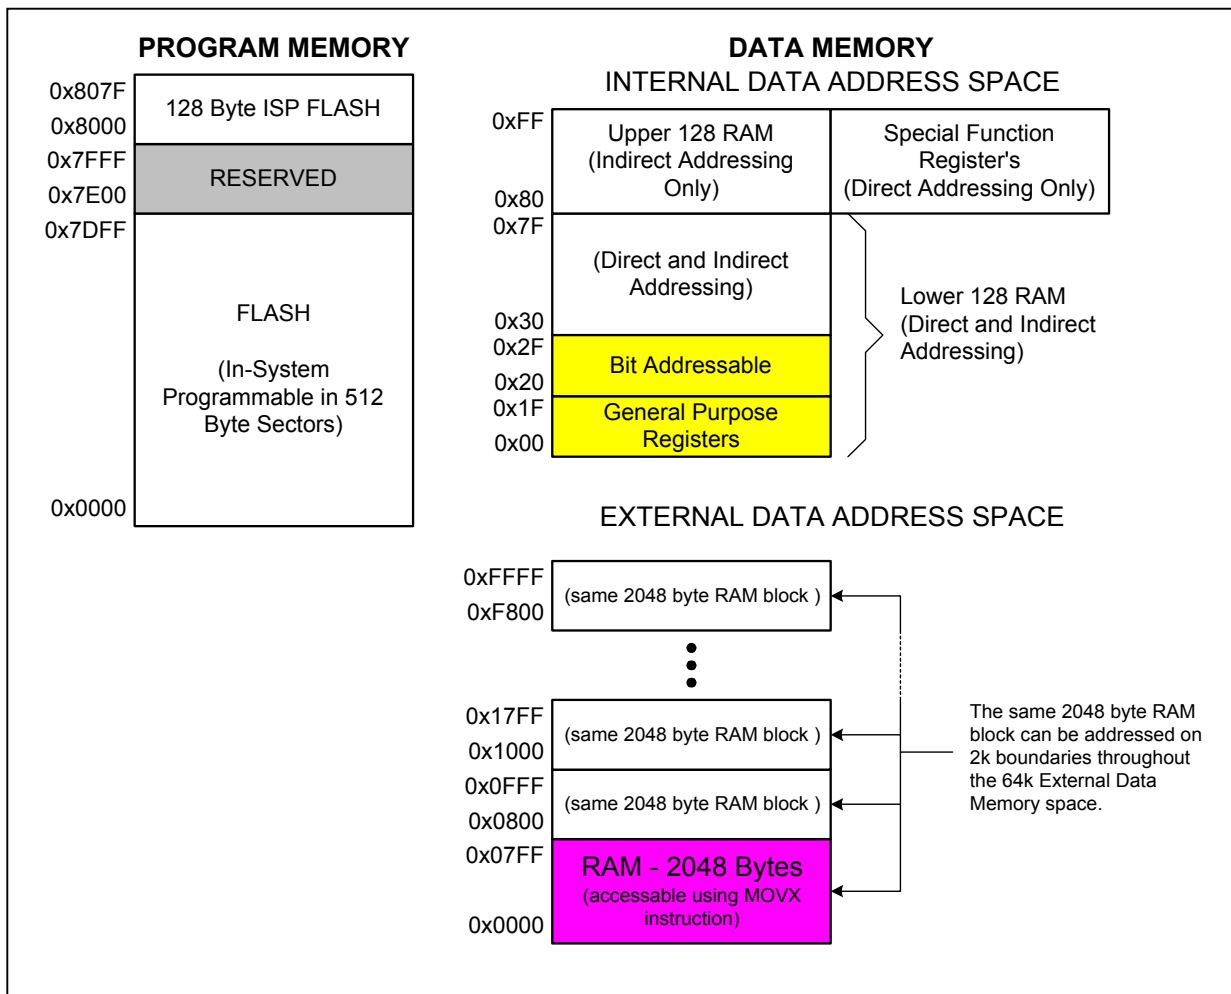 PROGRAM MEMORY
0x807F
0x8000
128 Byte ISP FLASH
0x7FFF
0x7E00
RESERVED
0x7DFF
FLASH
(In-System
Programmable in 512
Byte Sectors)
0x0000
DATA MEMORY
INTERNAL DATA ADDRESS SPACE
0xFF
0x80
Upper 128 RAM
(Indirect Addressing
Only)
Special Function
Register's
(Direct Addressing Only)
0x7F
(Direct and Indirect
Addressing)
0x30
Lower 128 RAM
(Direct and Indirect
Addressing)
0x2F
0x20
Bit Addressable
0x1F
0x00
General Purpose
Registers
EXTERNAL DATA ADDRESS SPACE
0xFFFF
0xF800
(same 2048 byte RAM block )
0x17FF
0x1000
(same 2048 byte RAM block )
0x0FFF
0x0800
(same 2048 byte RAM block )
0x07FF
RAM - 2048 Bytes
(accessable using MOVX
instruction)
0x0000
The same 2048 byte RAM
block can be addressed on
2k boundaries throughout
the 64k External Data
Memory space.